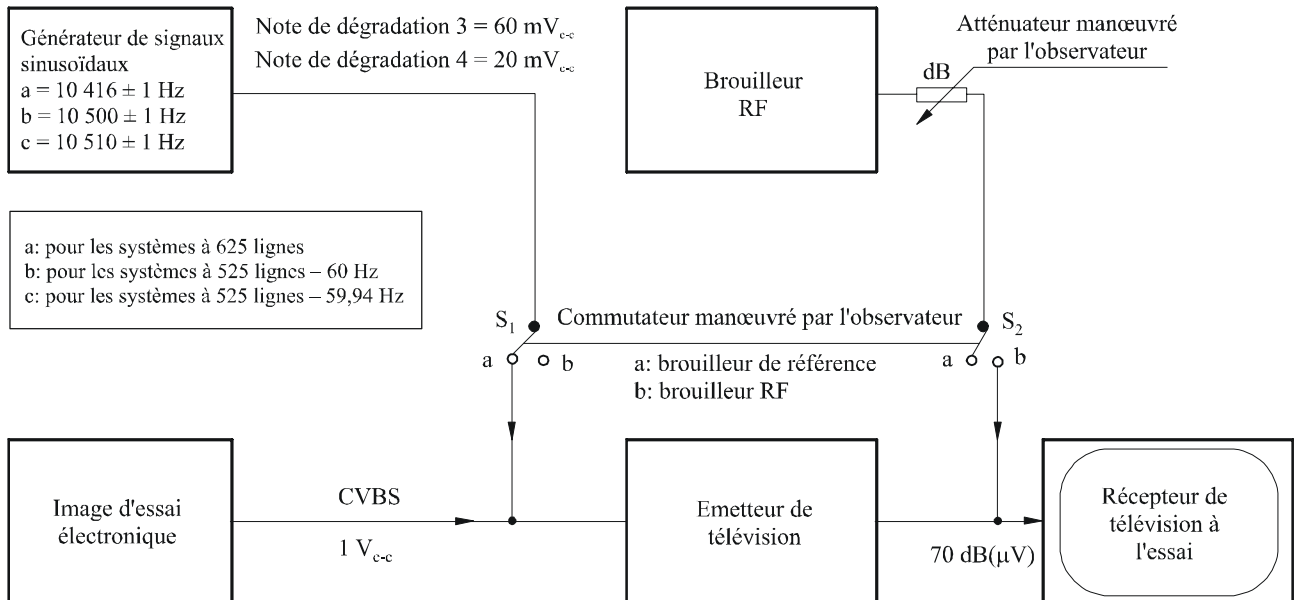 Générateur de signaux
sinusoïdaux
a = 10 416 ± 1 Hz
b = 10 500 ± 1 Hz
c = 10 510 ± 1 Hz
Note de dégradation 3 = 60 mVc-c
Note de dégradation 4 = 20 mVc-c
Brouilleur
RF
dB
Atténuateur manœuvré
par l'observateur
a: pour les systèmes à 625 lignes
b: pour les systèmes à 525 lignes – 60 Hz
c: pour les systèmes à 525 lignes – 59,94 Hz
S1
Commutateur manœuvré par l'observateur
S2
a
b
a: brouilleur de référence
b: brouilleur RF
a
b
Image d'essai
électronique
CVBS
1 Vc-c
Emetteur de
télévision
70 dB(µV)
Récepteur de
télévision à
l'essai